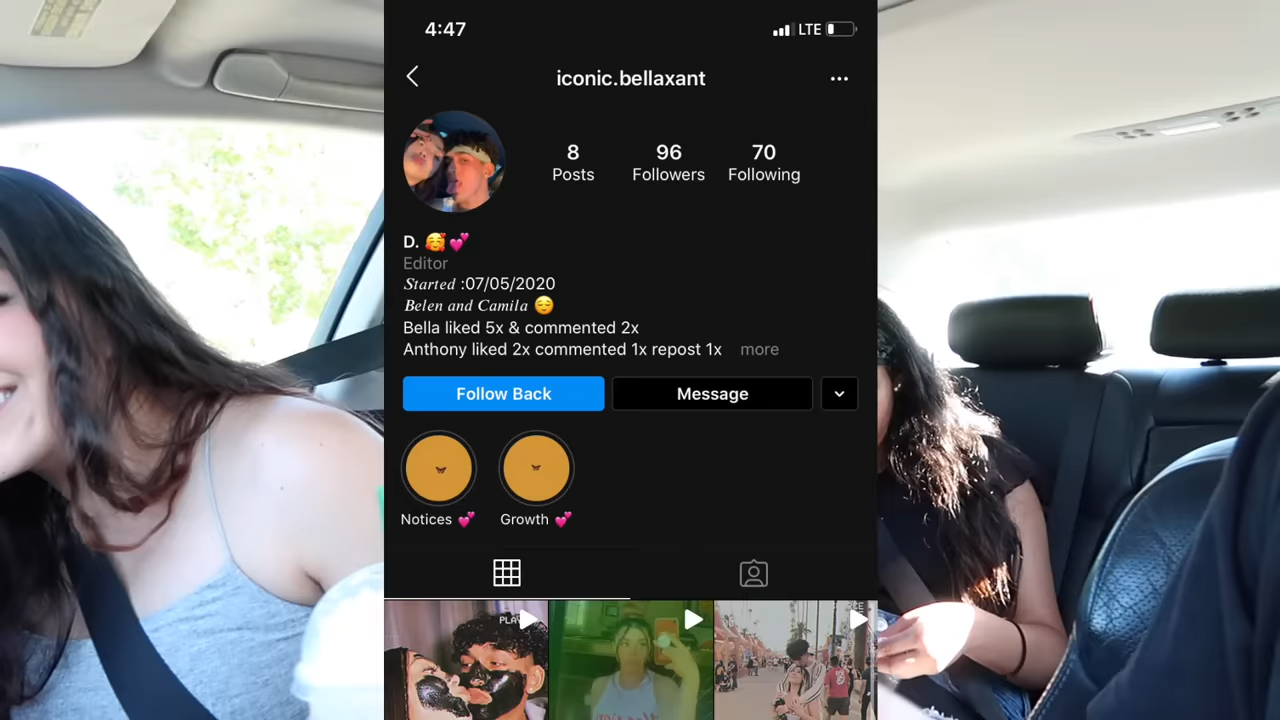 4:47
LTE
iconic.bellaxant
8 96 70
Posts Followers Following
D. 🥰💕
Editor
Started :07/05/2020
Belen and Camila 😌
Bella liked 5x & commented 2x
Anthony liked 2x commented 1x repost 1x more
Follow Back Message
Notices 💕 Growth 💕